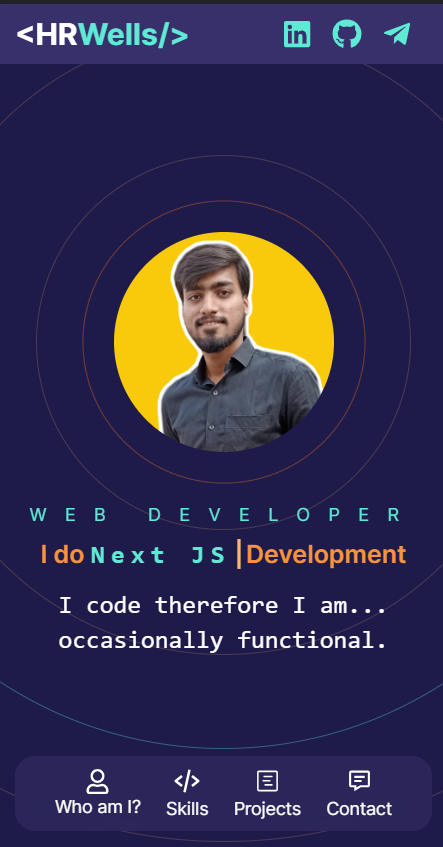 <HRWells/>
WEB DEVELOPER
I do Next JS |Development
I code therefore I am...
occasionally functional.
Who am I? Skills Projects Contact